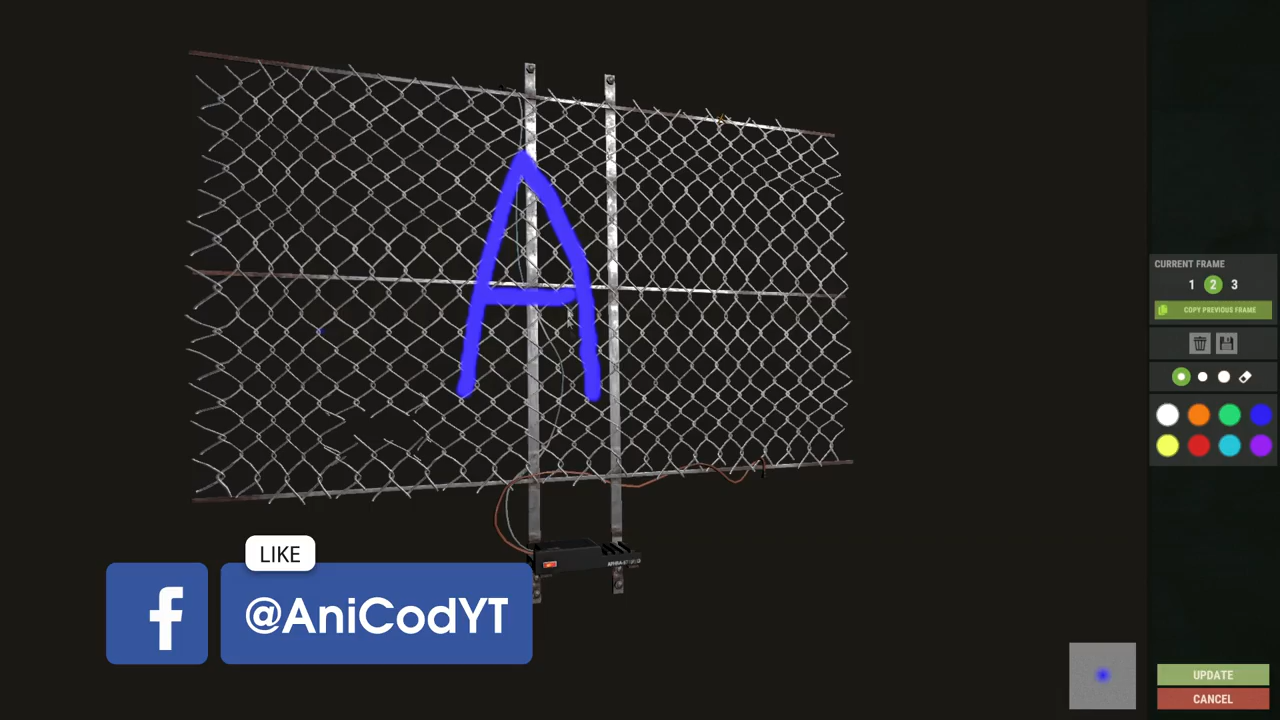 A
CURRENT FRAME
1 2 3
COPY PREVIOUS FRAME
LIKE
f
@AniCodYT
UPDATE
CANCEL